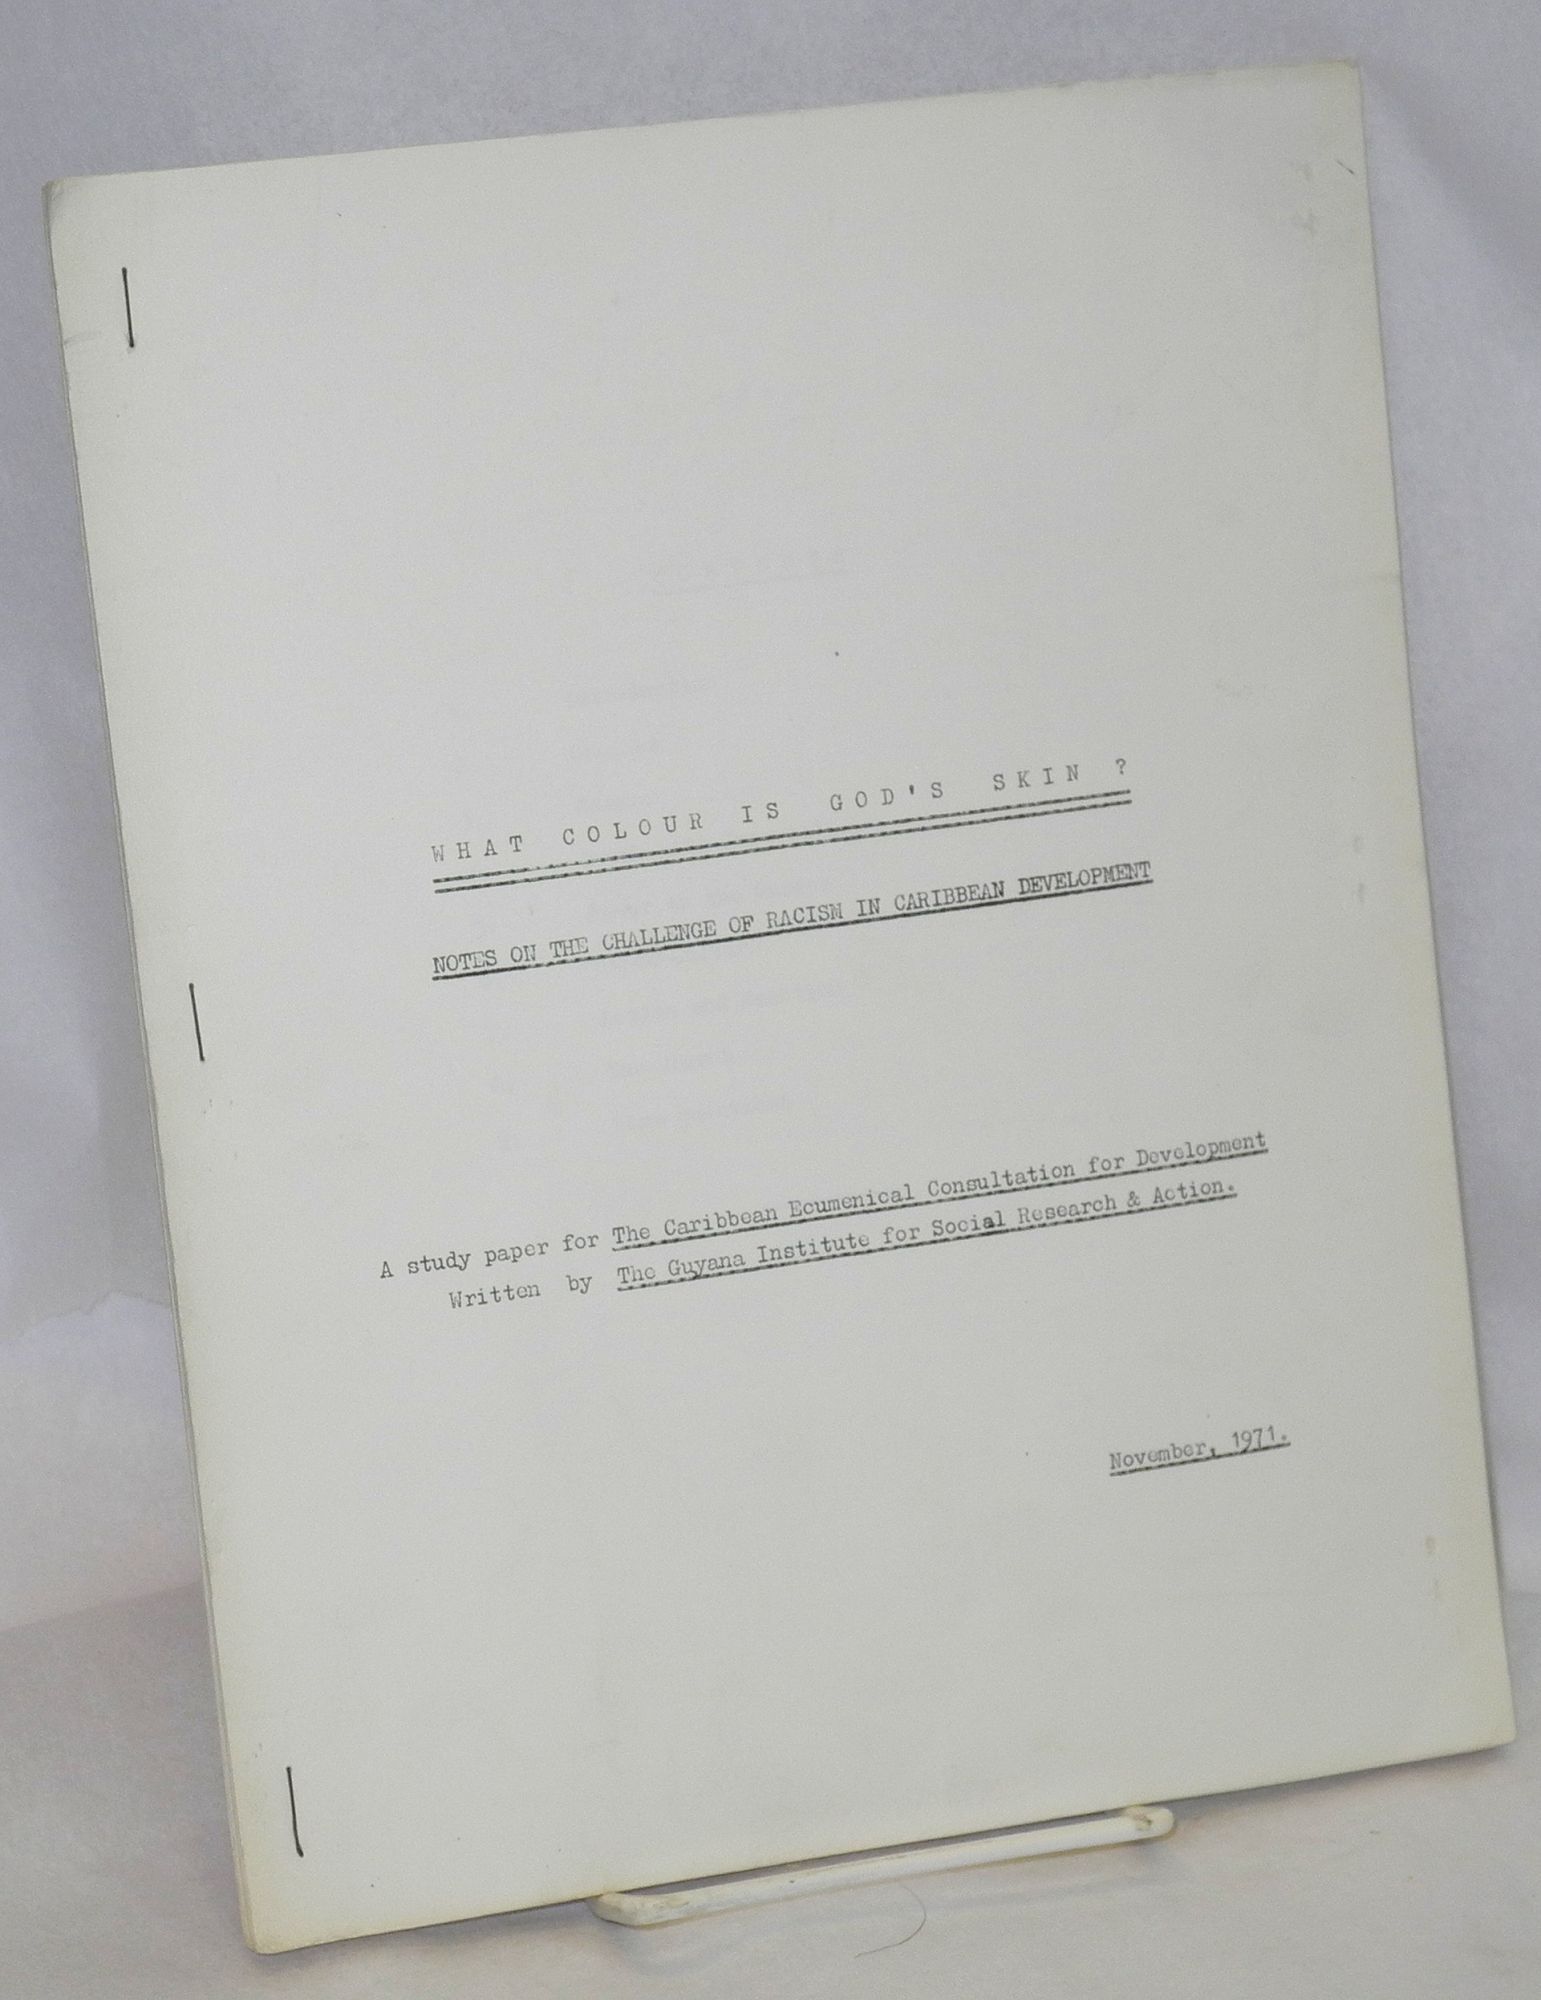 WHAT COLOUR IS GOD'S SKIN ?
NOTES ON THE CHALLENGE OF RACISM IN CARIBBEAN DEVELOPMENT
A study paper for The Caribbean Ecumenical Consultation for Development
Written by The Guyana Institute for Social Research & Action.
November, 1971.